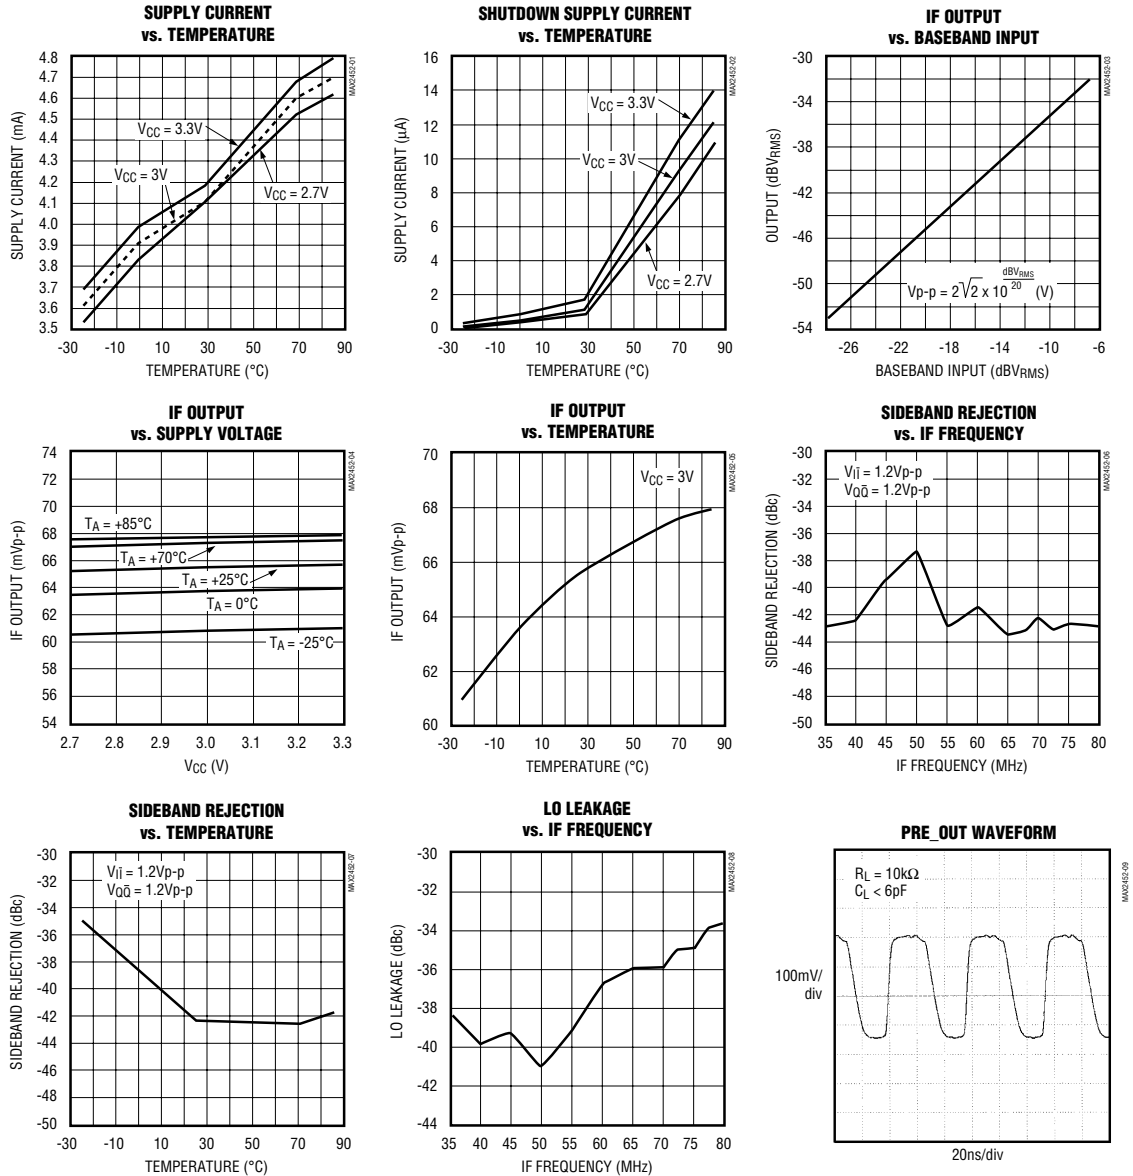 SUPPLY CURRENT
vs. TEMPERATURE
MAX2452-01
SUPPLY CURRENT (mA)
4.8
4.6
4.5
4.4
4.3
4.2
4.1
4.0
3.9
3.8
3.7
3.6
3.5
VCC = 3.3V
VCC = 3V
VCC = 2.7V
-30 -10 10 30 50 70 90
TEMPERATURE (°C)
SHUTDOWN SUPPLY CURRENT
vs. TEMPERATURE
MAX2452-02
SUPPLY CURRENT (µA)
16
14
12
10
8
6
4
2
0
VCC = 3.3V
VCC = 3V
VCC = 2.7V
-30 -10 10 30 50 70 90
TEMPERATURE (°C)
IF OUTPUT
vs. BASEBAND INPUT
MAX2452-03
OUTPUT (dBVRMS)
-30
-34
-38
-42
-46
-50
-54
Vp-p = 2√2 x 10^(dBVRMS/20) (V)
-26 -22 -18 -14 -10 -6
BASEBAND INPUT (dBVRMS)
IF OUTPUT
vs. SUPPLY VOLTAGE
MAX2452-04
IF OUTPUT (mVp-p)
74
72
70
68
66
64
62
60
58
56
54
TA = +85°C
TA = +70°C
TA = +25°C
TA = 0°C
TA = -25°C
2.7 2.8 2.9 3.0 3.1 3.2 3.3
VCC (V)
IF OUTPUT
vs. TEMPERATURE
MAX2452-05
IF OUTPUT (mVp-p)
70
68
66
64
62
60
VCC = 3V
-30 -10 10 30 50 70 90
TEMPERATURE (°C)
SIDEBAND REJECTION
vs. IF FREQUENCY
MAX2452-06
SIDEBAND REJECTION (dBc)
-30
-33
-34
-36
-38
-40
-42
-44
-46
-48
-50
VIĪ = 1.2Vp-p
VQQ̄ = 1.2Vp-p
35 40 45 50 55 60 65 70 75 80
IF FREQUENCY (MHz)
SIDEBAND REJECTION
vs. TEMPERATURE
MAX2452-07
SIDEBAND REJECTION (dBc)
-30
-32
-34
-36
-38
-40
-42
-44
-46
-48
-50
VIĪ = 1.2Vp-p
VQQ̄ = 1.2Vp-p
-30 -10 10 30 50 70 90
TEMPERATURE (°C)
LO LEAKAGE
vs. IF FREQUENCY
MAX2452-08
LO LEAKAGE (dBc)
-30
-34
-36
-38
-40
-42
-44
35 40 45 50 55 60 65 70 75 80
IF FREQUENCY (MHz)
PRE_OUT WAVEFORM
MAX2452-09
RL = 10kΩ
CL < 6pF
100mV/
div
20ns/div